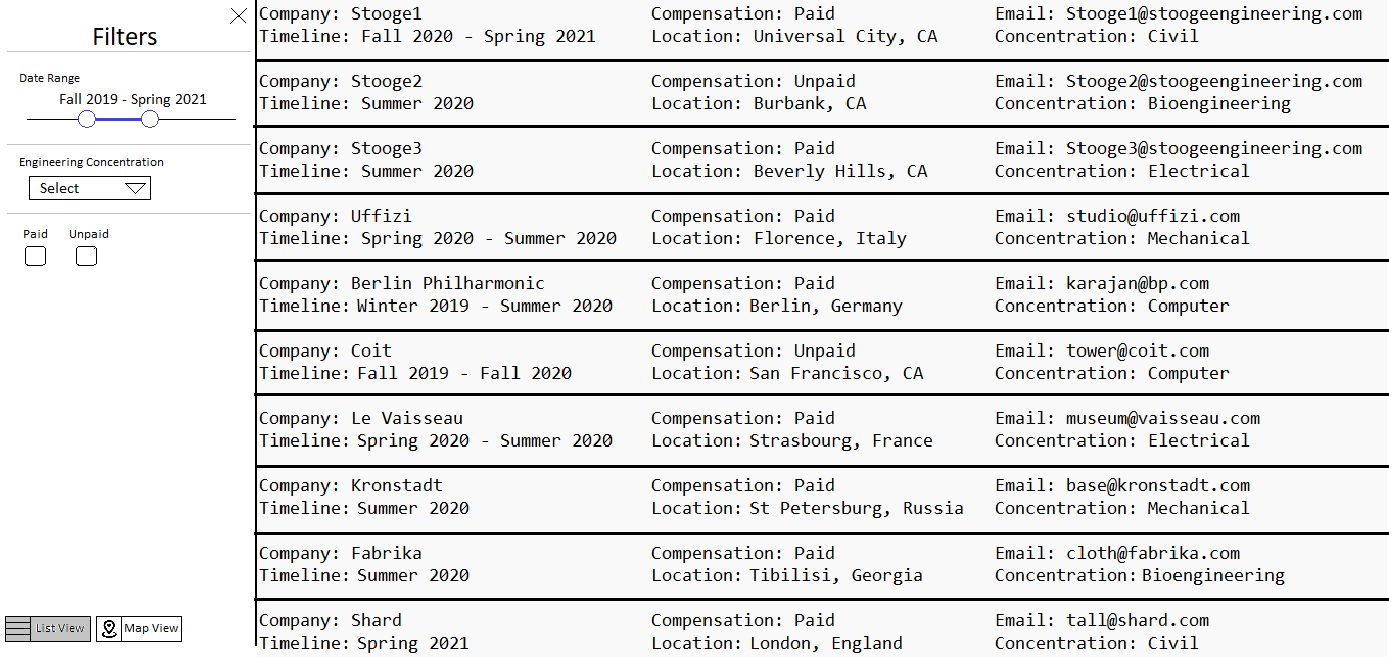 Filters
Date Range
Fall 2019 - Spring 2021
Engineering Concentration
Select
Paid Unpaid
List View Map View
Company: Stooge1 Compensation: Paid Email: Stooge1@stoogeengineering.com
Timeline: Fall 2020 - Spring 2021 Location: Universal City, CA Concentration: Civil
Company: Stooge2 Compensation: Unpaid Email: Stooge2@stoogeengineering.com
Timeline: Summer 2020 Location: Burbank, CA Concentration: Bioengineering
Company: Stooge3 Compensation: Paid Email: Stooge3@stoogeengineering.com
Timeline: Summer 2020 Location: Beverly Hills, CA Concentration: Electrical
Company: Uffizi Compensation: Paid Email: studio@uffizi.com
Timeline: Spring 2020 - Summer 2020 Location: Florence, Italy Concentration: Mechanical
Company: Berlin Philharmonic Compensation: Paid Email: karajan@bp.com
Timeline: Winter 2019 - Summer 2020 Location: Berlin, Germany Concentration: Computer
Company: Coit Compensation: Unpaid Email: tower@coit.com
Timeline: Fall 2019 - Fall 2020 Location: San Francisco, CA Concentration: Computer
Company: Le Vaisseau Compensation: Paid Email: museum@vaisseau.com
Timeline: Spring 2020 - Summer 2020 Location: Strasbourg, France Concentration: Electrical
Company: Kronstadt Compensation: Paid Email: base@kronstadt.com
Timeline: Summer 2020 Location: St Petersburg, Russia Concentration: Mechanical
Company: Fabrika Compensation: Paid Email: cloth@fabrika.com
Timeline: Summer 2020 Location: Tibilisi, Georgia Concentration: Bioengineering
Company: Shard Compensation: Paid Email: tall@shard.com
Timeline: Spring 2021 Location: London, England Concentration: Civil